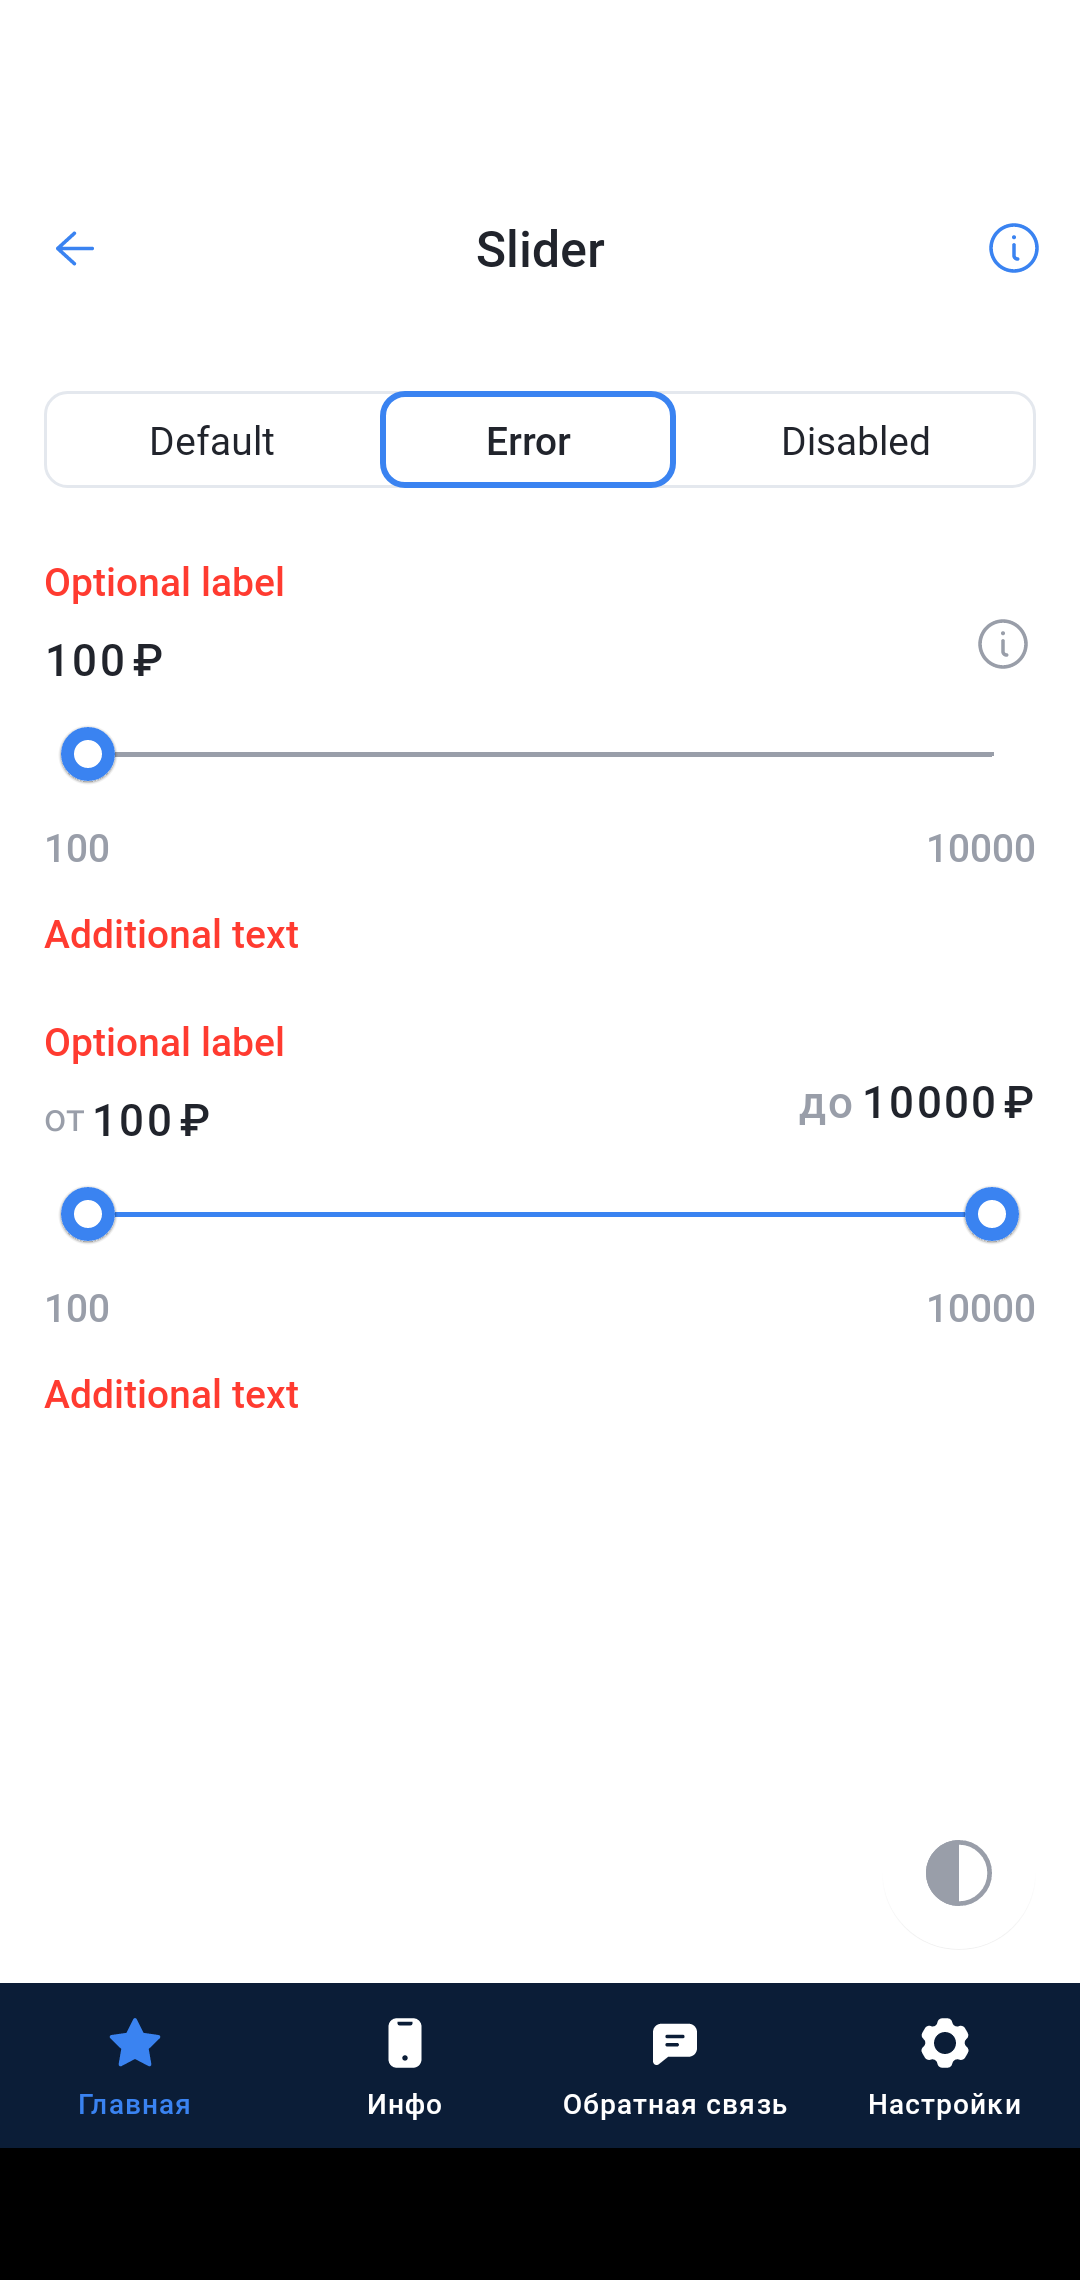 Slider
Default Error Disabled
Optional label
100 ₽
100 10000
Additional text
Optional label
от 100 ₽ до 10000 ₽
100 10000
Additional text
Главная Инфо Обратная связь Настройки